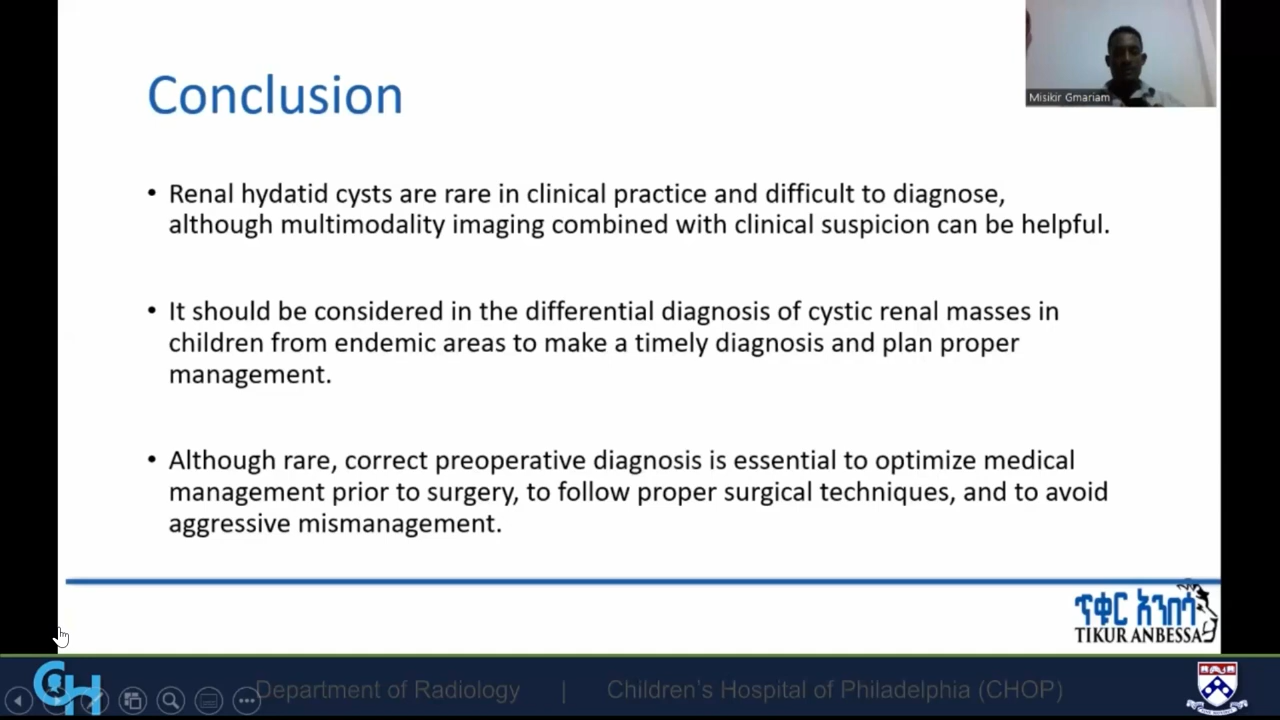 Misikir Gmariam
Conclusion
• Renal hydatid cysts are rare in clinical practice and difficult to diagnose,
although multimodality imaging combined with clinical suspicion can be helpful.
• It should be considered in the differential diagnosis of cystic renal masses in
children from endemic areas to make a timely diagnosis and plan proper
management.
• Although rare, correct preoperative diagnosis is essential to optimize medical
management prior to surgery, to follow proper surgical techniques, and to avoid
aggressive mismanagement.
ጥቁር አንበሳ
TIKUR ANBESSA
Department of Radiology | Children's Hospital of Philadelphia (CHOP)